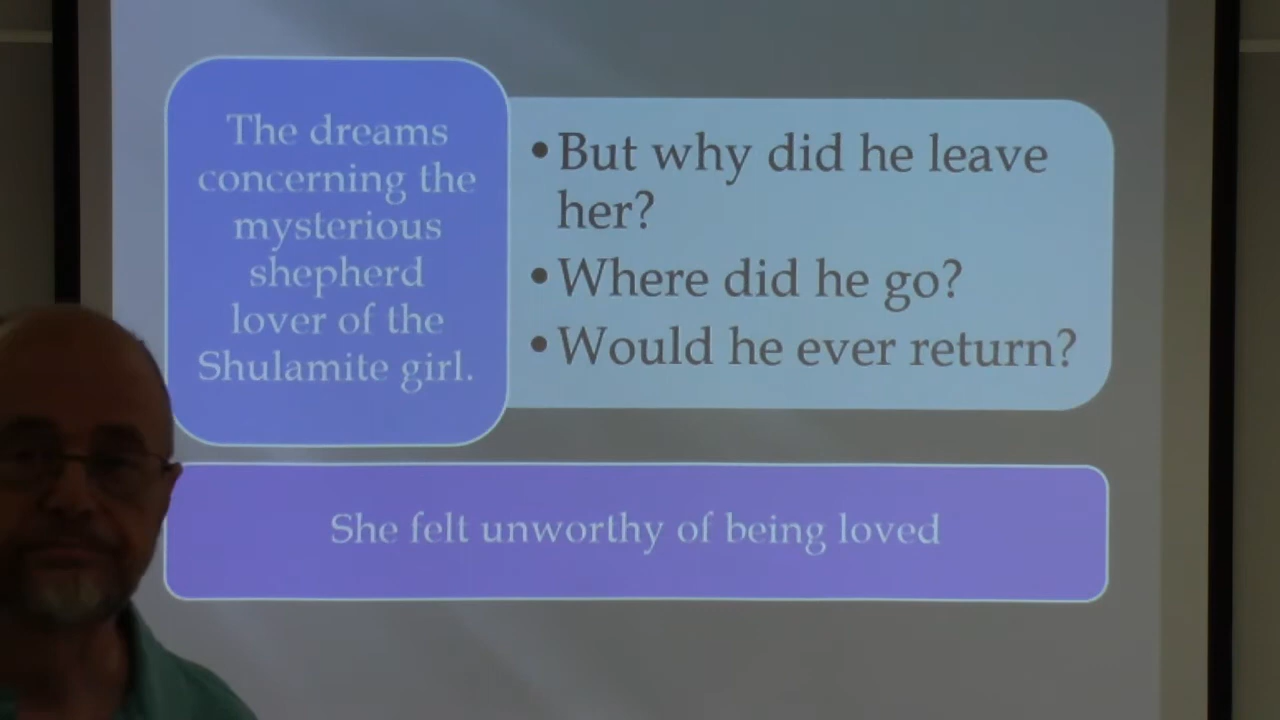 The dreams
concerning the
mysterious
shepherd
lover of the
Shulamite girl.
•But why did he leave
her?
•Where did he go?
•Would he ever return?
She felt unworthy of being loved